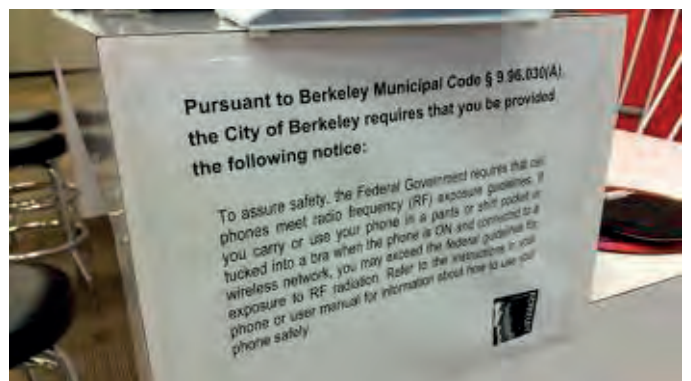 Pursuant to Berkeley Municipal Code § 9.96.030(A),
the City of Berkeley requires that you be provided
the following notice:
To assure safety, the Federal Government requires that cell
phones meet radio frequency (RF) exposure guidelines. If
you carry or use your phone in a pants or shirt pocket or
tucked into a bra when the phone is ON and connected to a
wireless network, you may exceed the federal guidelines for
exposure to RF radiation. Refer to the instructions in your
phone or user manual for information about how to use your
phone safely.